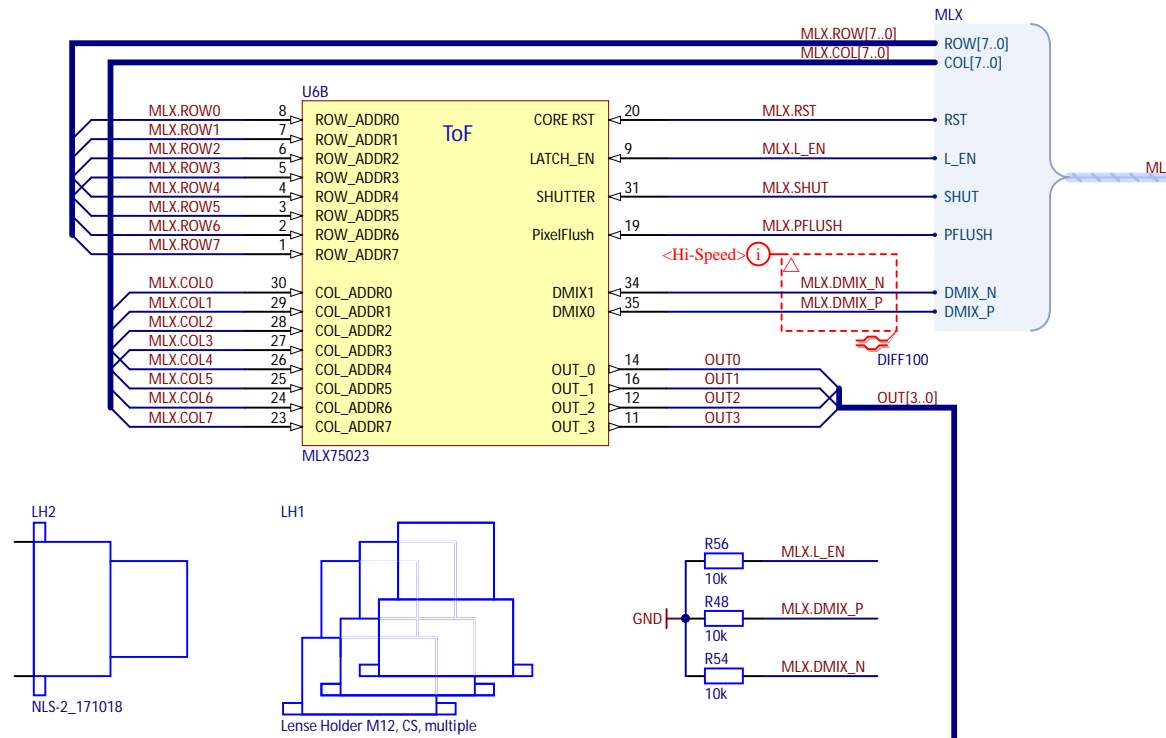 MLX
MLX.ROW[7..0]
ROW[7..0]
MLX.COL[7..0]
COL[7..0]
U6B
ToF
MLX.ROW0 8 ROW_ADDR0
MLX.ROW1 7 ROW_ADDR1
MLX.ROW2 6 ROW_ADDR2
MLX.ROW3 5 ROW_ADDR3
MLX.ROW4 4 ROW_ADDR4
MLX.ROW5 3 ROW_ADDR5
MLX.ROW6 2 ROW_ADDR6
MLX.ROW7 1 ROW_ADDR7
MLX.COL0 30 COL_ADDR0
MLX.COL1 29 COL_ADDR1
MLX.COL2 28 COL_ADDR2
MLX.COL3 27 COL_ADDR3
MLX.COL4 26 COL_ADDR4
MLX.COL5 25 COL_ADDR5
MLX.COL6 24 COL_ADDR6
MLX.COL7 23 COL_ADDR7
CORE RST 20 MLX.RST RST
LATCH_EN 9 MLX.L_EN L_EN
SHUTTER 31 MLX.SHUT SHUT
PixelFlush 19 MLX.PFLUSH PFLUSH
<Hi-Speed> i
DMIX1 34 MLX.DMIX_N DMIX_N
DMIX0 35 MLX.DMIX_P DMIX_P
DIFF100
OUT_0 14 OUT0
OUT_1 16 OUT1
OUT_2 12 OUT2
OUT_3 11 OUT3
OUT[3..0]
ML
MLX75023
LH2
NLS-2_171018
LH1
Lense Holder M12, CS, multiple
R56
10k
MLX.L_EN
GND
R48
10k
MLX.DMIX_P
R54
10k
MLX.DMIX_N